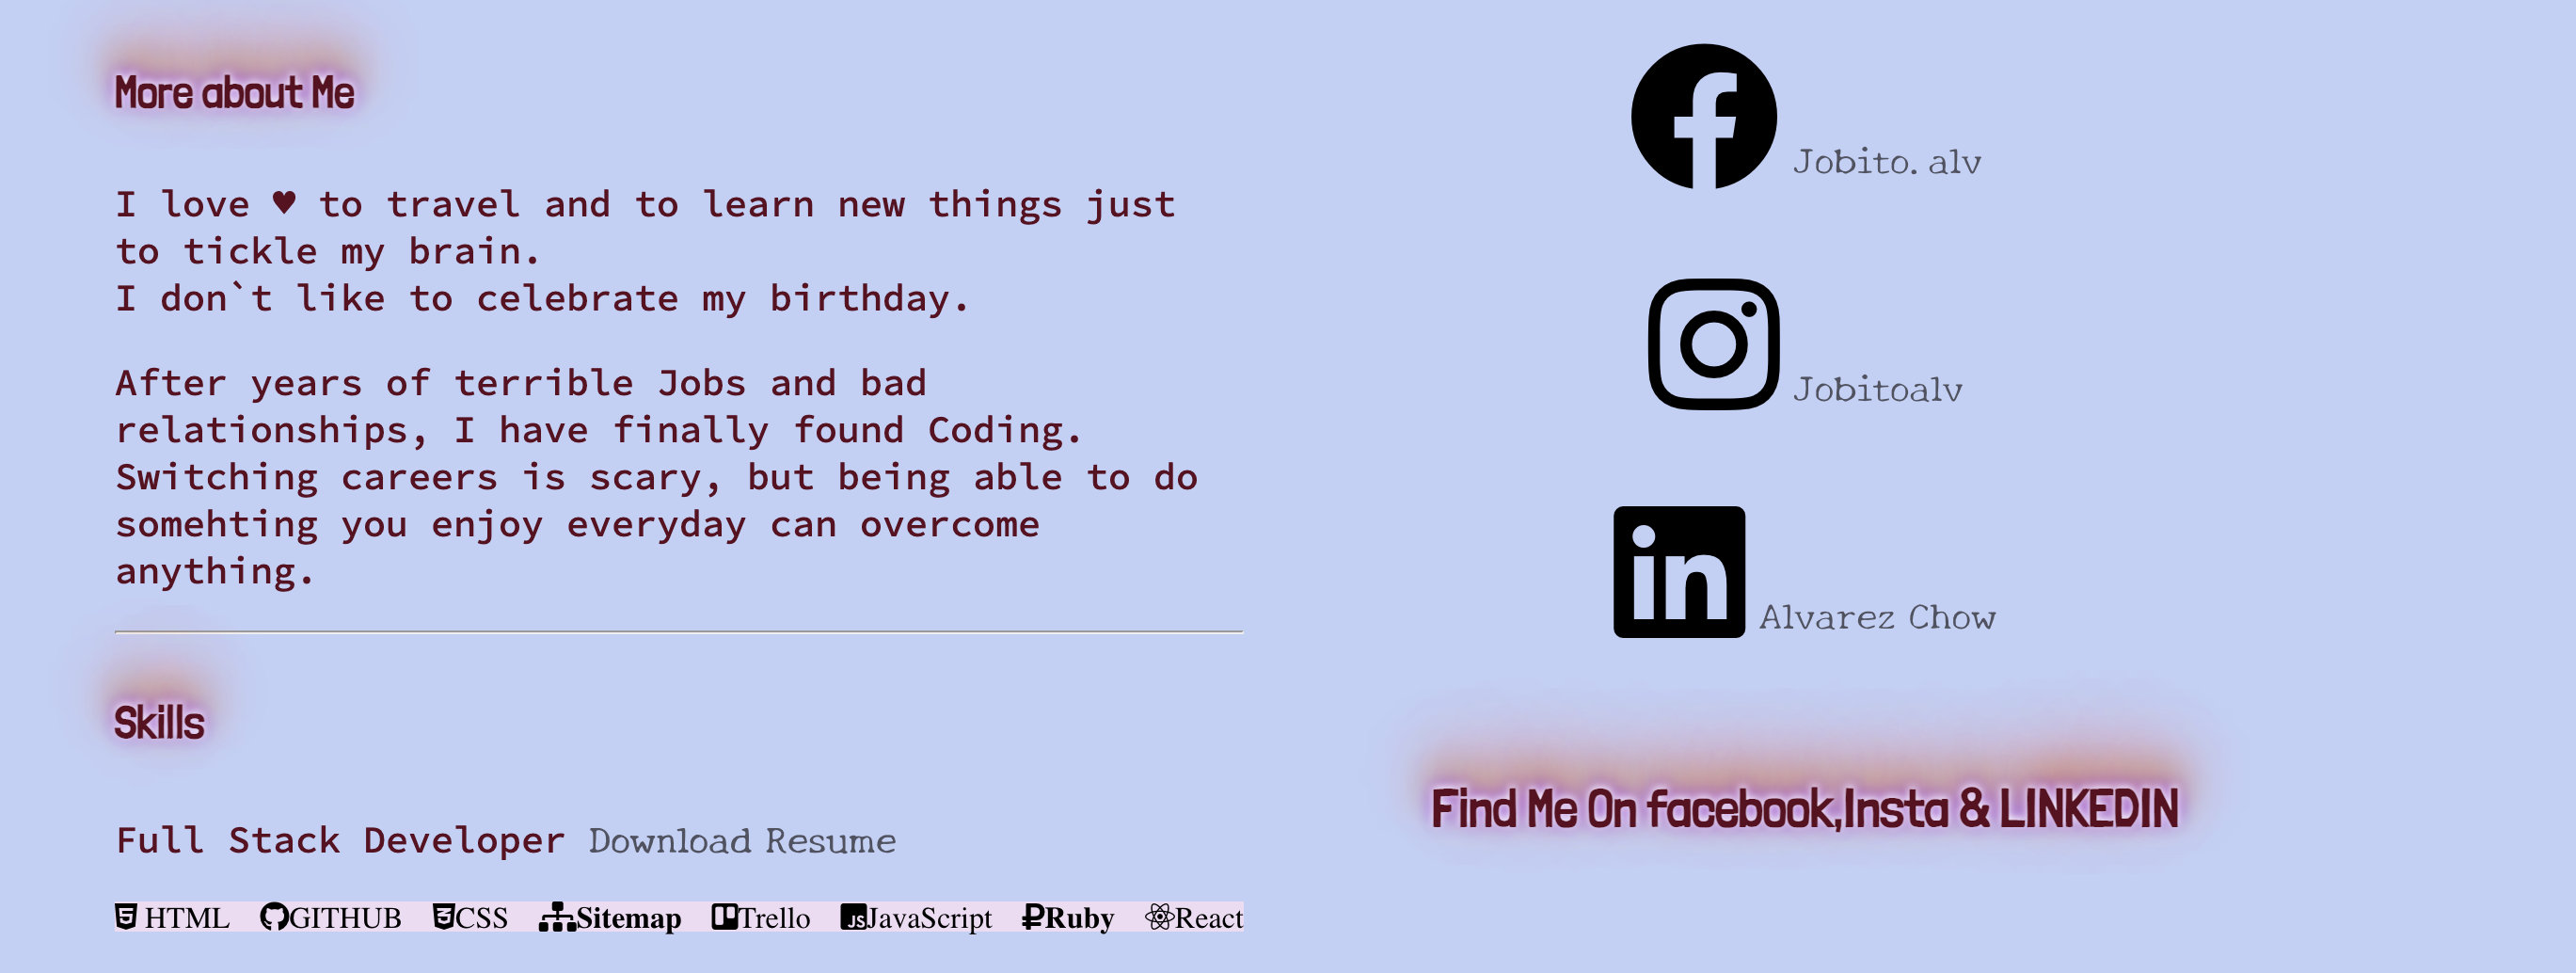 More about Me
I love ♥ to travel and to learn new things just
to tickle my brain.
I don`t like to celebrate my birthday.
After years of terrible Jobs and bad
relationships, I have finally found Coding.
Switching careers is scary, but being able to do
somehting you enjoy everyday can overcome
anything.
Skills
Full Stack Developer Download Resume
HTML GITHUB CSS Sitemap Trello JavaScript Ruby React
Jobito.alv
Jobitoalv
Alvarez Chow
Find Me On facebook,Insta & LINKEDIN